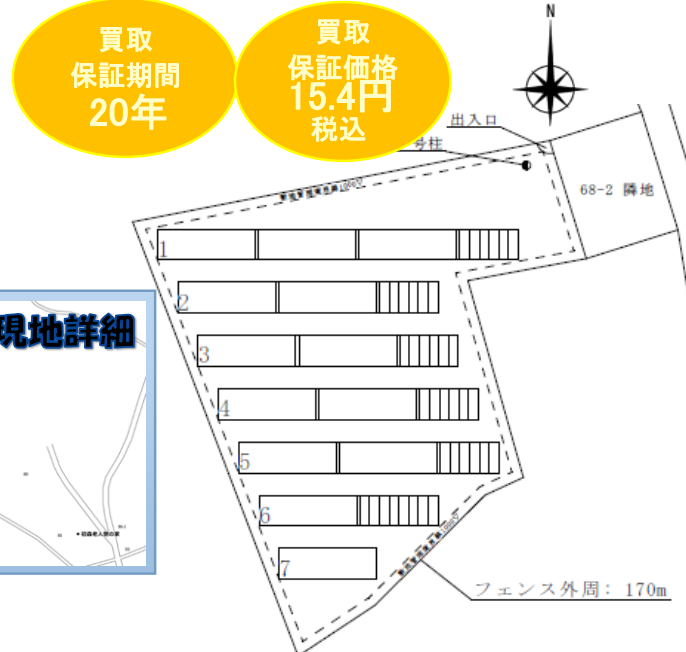 買取
保証期間
20年
買取
保証価格
15.4円
税込
N
出入口
号柱
68-2 隣地
1
2
現地詳細
3
4
5
6
7
フェンス外周: 170m